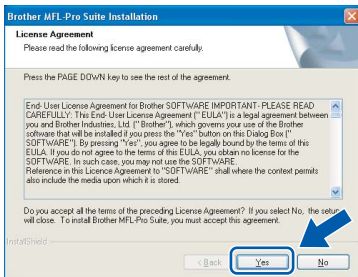 Brother MFL-Pro Suite Installation
License Agreement
Please read the following license agreement carefully.
Press the PAGE DOWN key to see the rest of the agreement.
End- User License Agreement for Brother SOFTWARE IMPORTANT- PLEASE READ
CAREFULLY: This End- User License Agreement (" EULA") is a legal agreement between
you and Brother Industries, Ltd. (" Brother"), which governs your use of the Brother
software that will be installed if you press the "Yes" button on this Dialog Box ("
SOFTWARE"). By pressing "Yes", you agree to be legally bound by the terms of this
EULA. If you do not agree to the terms of this EULA, you obtain no license for the
SOFTWARE. In such case, you may not use the SOFTWARE.
Reference in this Licence Agreement to "SOFTWARE" shall where the context permits
also include the media upon which it is stored.
Do you accept all the terms of the preceding License Agreement? If you select No, the setup
will close. To install Brother MFL-Pro Suite, you must accept this agreement.
InstallShield
< Back Yes No